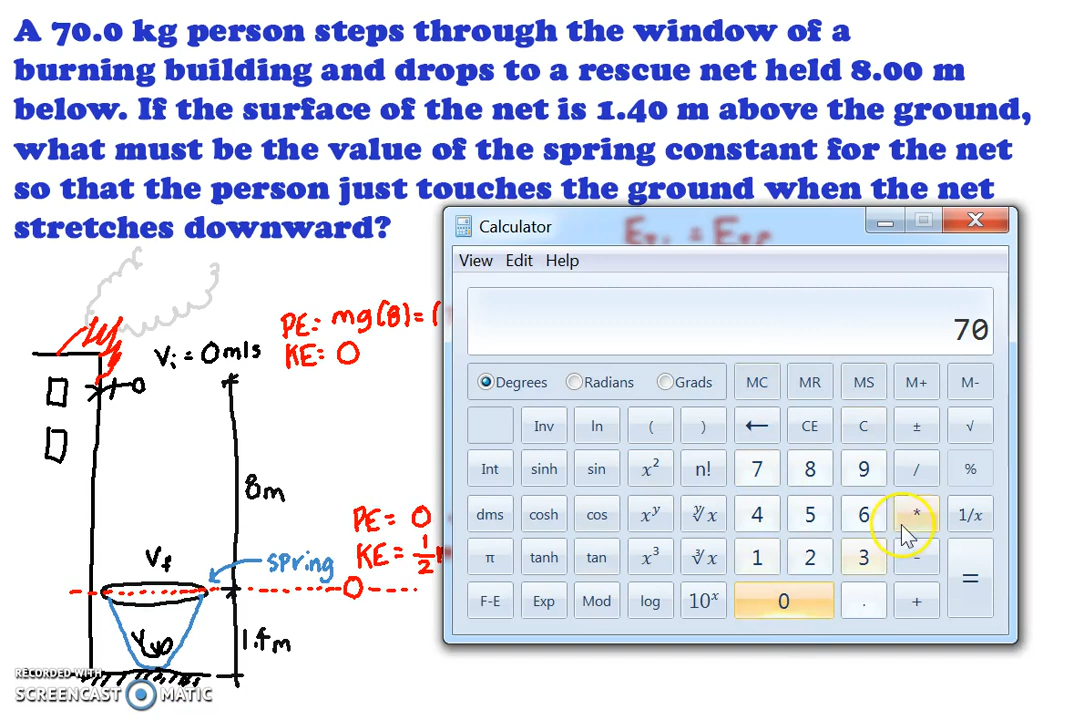 A 70.0 kg person steps through the window of a
burning building and drops to a rescue net held 8.00 m
below. If the surface of the net is 1.40 m above the ground,
what must be the value of the spring constant for the net
so that the person just touches the ground when the net
stretches downward?
Calculator
View Edit Help
70
Degrees Radians Grads MC MR MS M+ M-
Inv ln ( ) ← CE C ± √
Int sinh sin x² n! 7 8 9 / %
dms cosh cos xʸ ʸ√x 4 5 6 * 1/x
π tanh tan x³ ³√x 1 2 3 - =
F-E Exp Mod log 10ˣ 0 . +
PE = mg(8) = (
KE = 0
Vi = 0 m/s
8m
PE = 0
KE = 1/2
Vf
spring
0
1.4m
RECORDED WITH
SCREENCAST MATIC